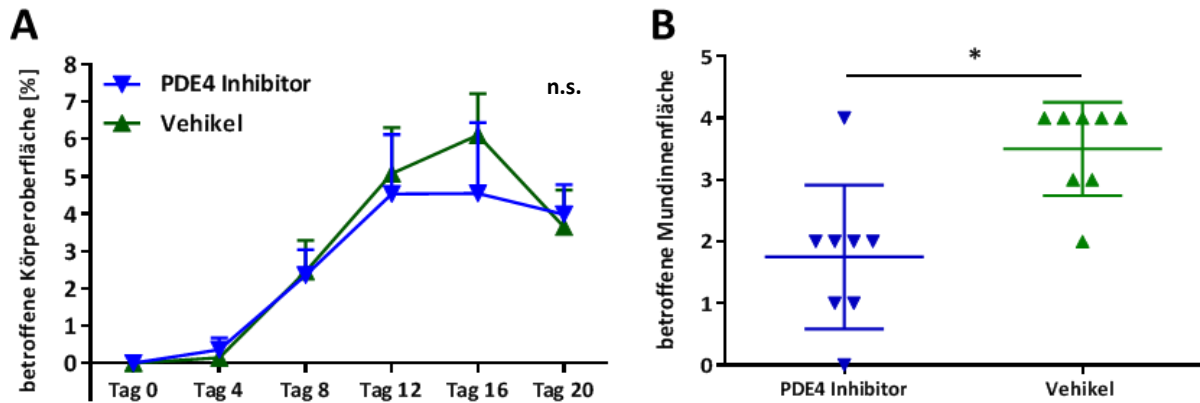 A
betroffene Körperoberfläche [%]
8
7
6
5
4
3
2
1
0
PDE4 Inhibitor
Vehikel
n.s.
Tag 0 Tag 4 Tag 8 Tag 12 Tag 16 Tag 20
B
betroffene Mundinnenfläche
5
4
3
2
1
0
*
PDE4 Inhibitor Vehikel